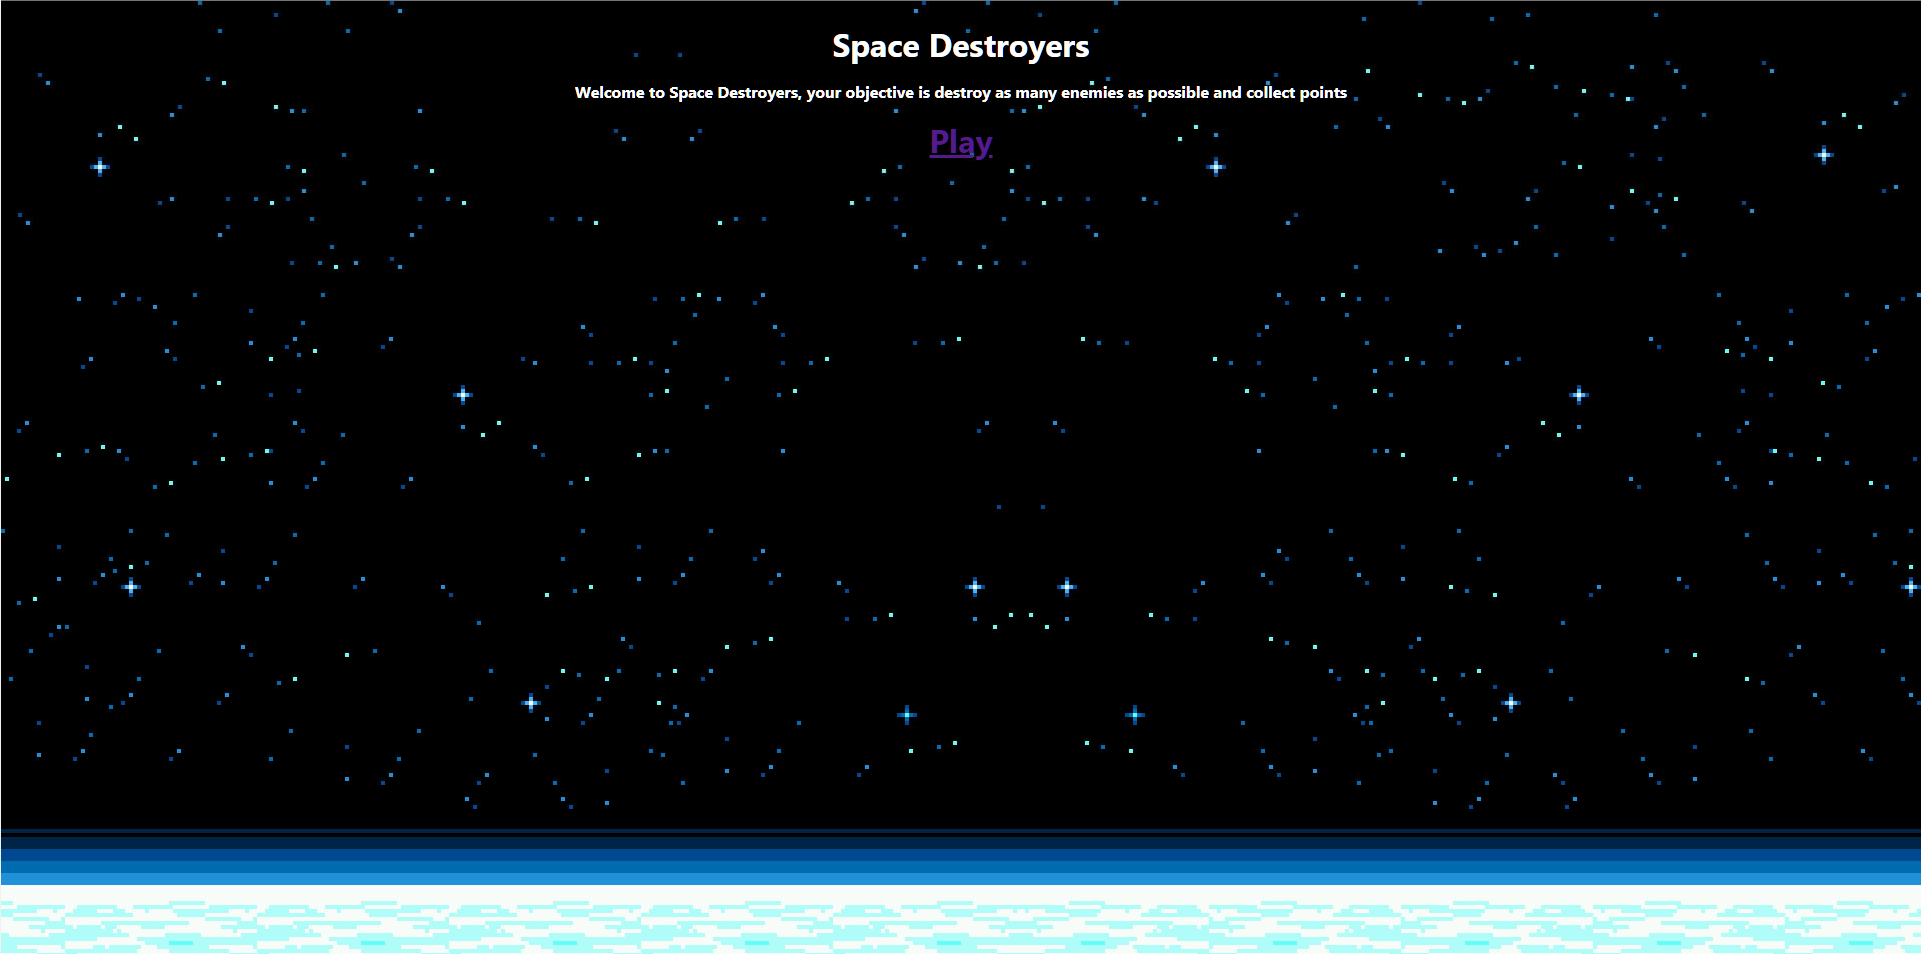 Space Destroyers
Welcome to Space Destroyers, your objective is destroy as many enemies as possible and collect points
Play